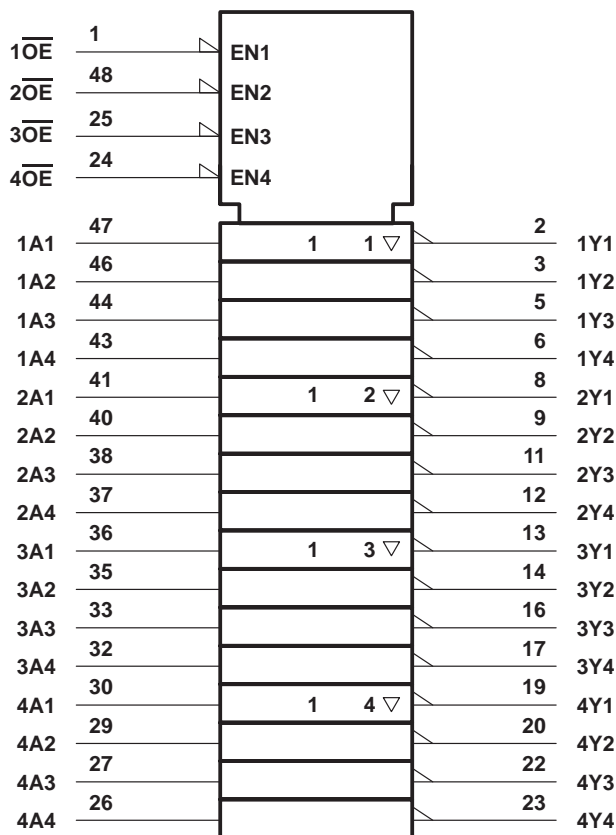 1O̅E̅ 1 EN1
2O̅E̅ 48 EN2
3O̅E̅ 25 EN3
4O̅E̅ 24 EN4
1A1 47 1 1 ▽ 2 1Y1
1A2 46 3 1Y2
1A3 44 5 1Y3
1A4 43 6 1Y4
2A1 41 1 2 ▽ 8 2Y1
2A2 40 9 2Y2
2A3 38 11 2Y3
2A4 37 12 2Y4
3A1 36 1 3 ▽ 13 3Y1
3A2 35 14 3Y2
3A3 33 16 3Y3
3A4 32 17 3Y4
4A1 30 1 4 ▽ 19 4Y1
4A2 29 20 4Y2
4A3 27 22 4Y3
4A4 26 23 4Y4